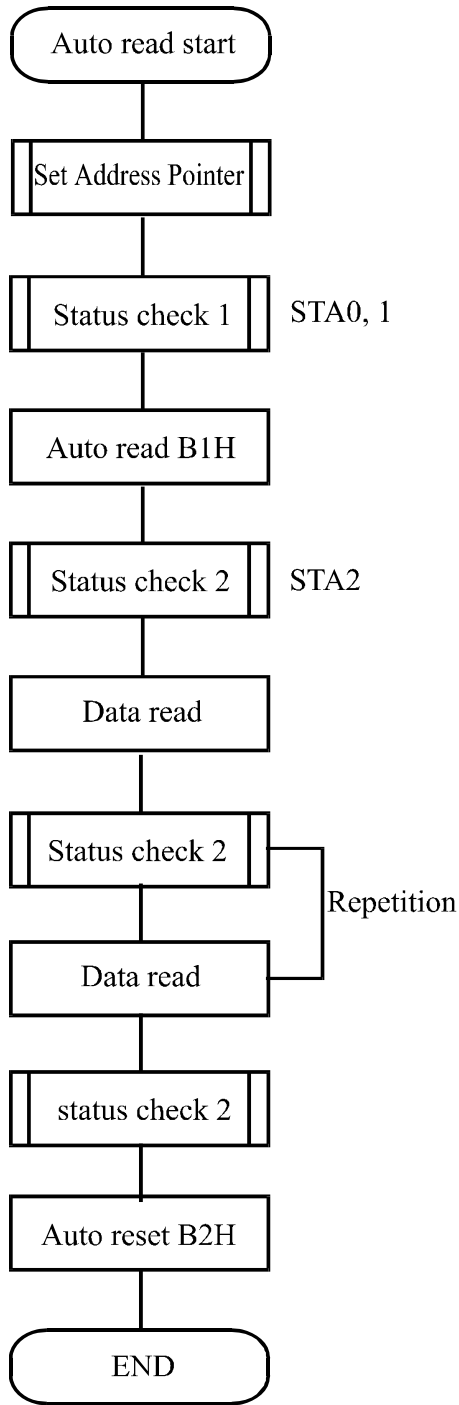 Auto read start
Set Address Pointer
Status check 1
STA0, 1
Auto read B1H
Status check 2
STA2
Data read
Status check 2
Repetition
Data read
status check 2
Auto reset B2H
END